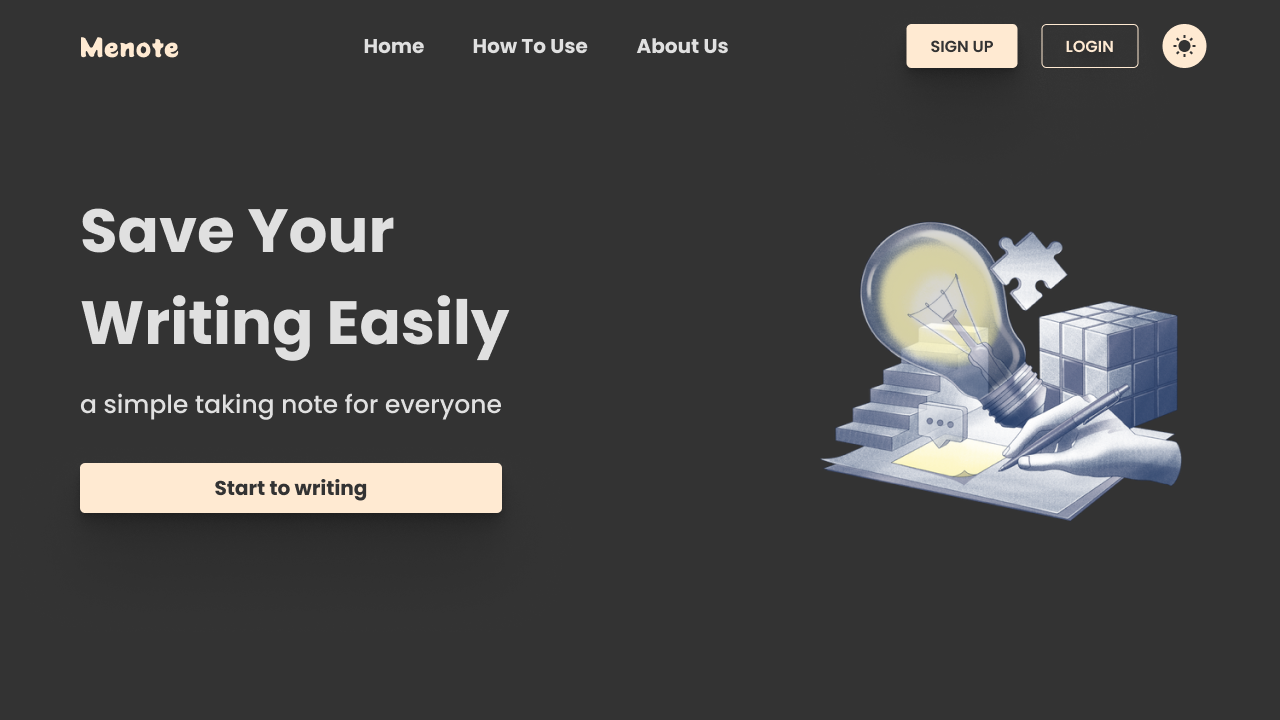 Menote
Home
How To Use
About Us
SIGN UP
LOGIN
Save Your
Writing Easily
a simple taking note for everyone
Start to writing